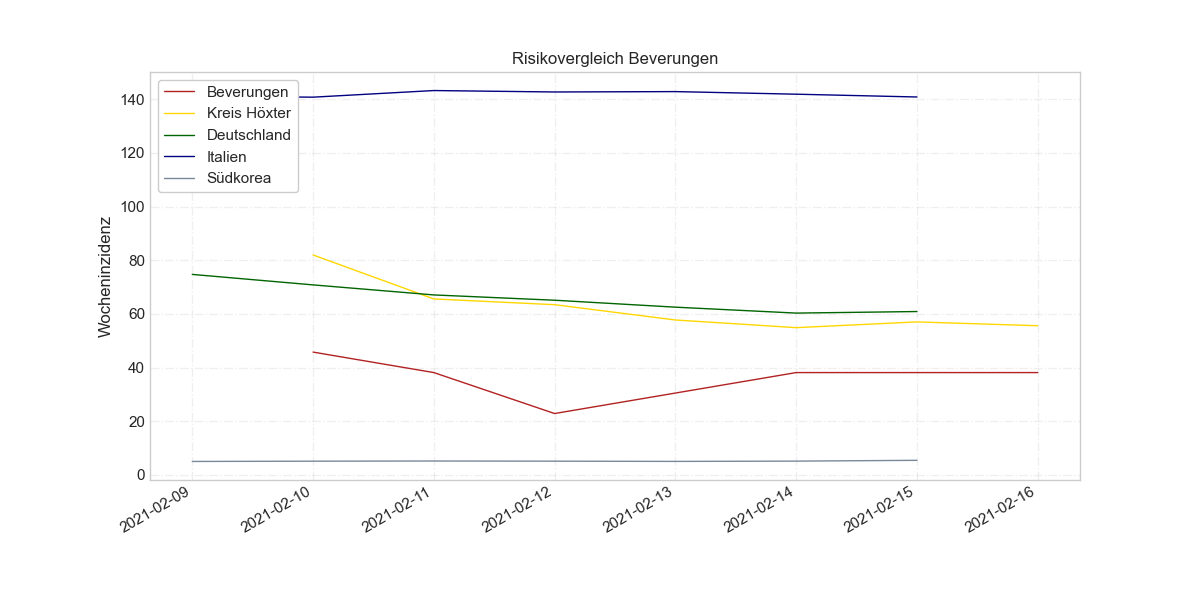 Risikovergleich Beverungen
Beverungen
Kreis Höxter
Deutschland
Italien
Südkorea
Wocheninzidenz
140
120
100
80
60
40
20
0
2021-02-09
2021-02-10
2021-02-11
2021-02-12
2021-02-13
2021-02-14
2021-02-15
2021-02-16